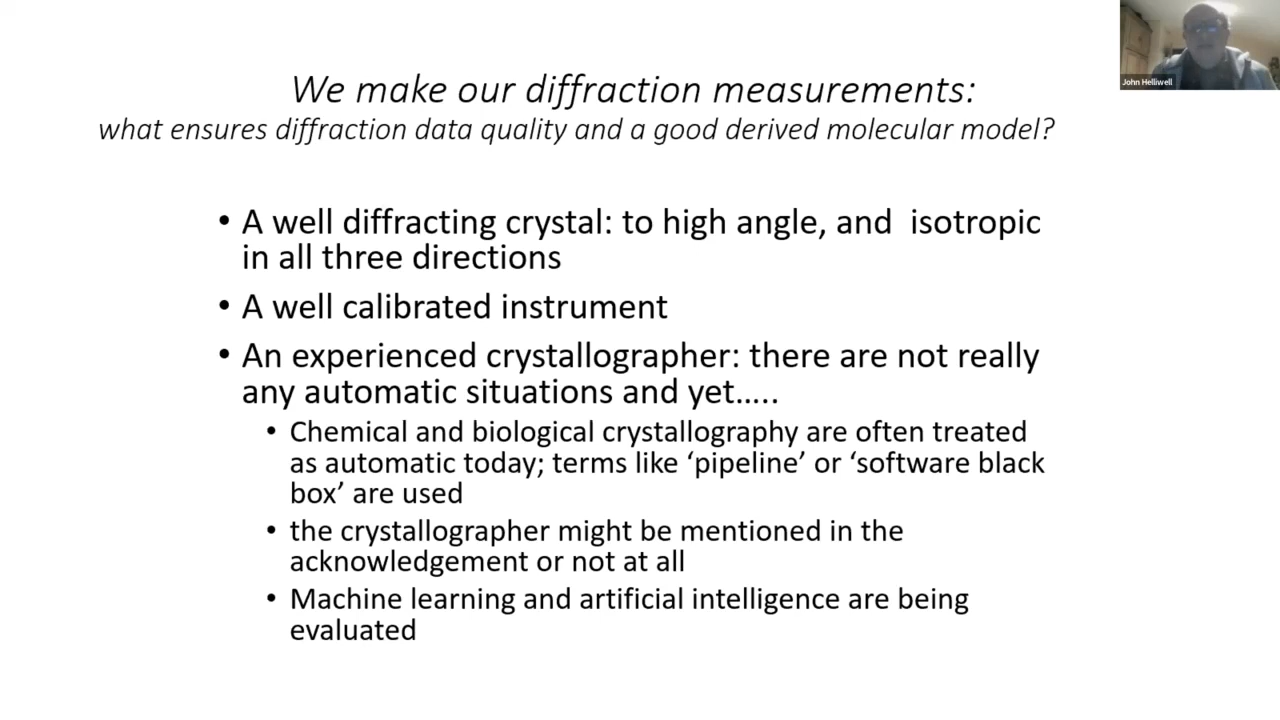 We make our diffraction measurements:
what ensures diffraction data quality and a good derived molecular model?
• A well diffracting crystal: to high angle, and  isotropic
in all three directions
• A well calibrated instrument
• An experienced crystallographer: there are not really
any automatic situations and yet…..
• Chemical and biological crystallography are often treated
as automatic today; terms like ‘pipeline’ or ‘software black
box’ are used
• the crystallographer might be mentioned in the
acknowledgement or not at all
• Machine learning and artificial intelligence are being
evaluated
John Helliwell